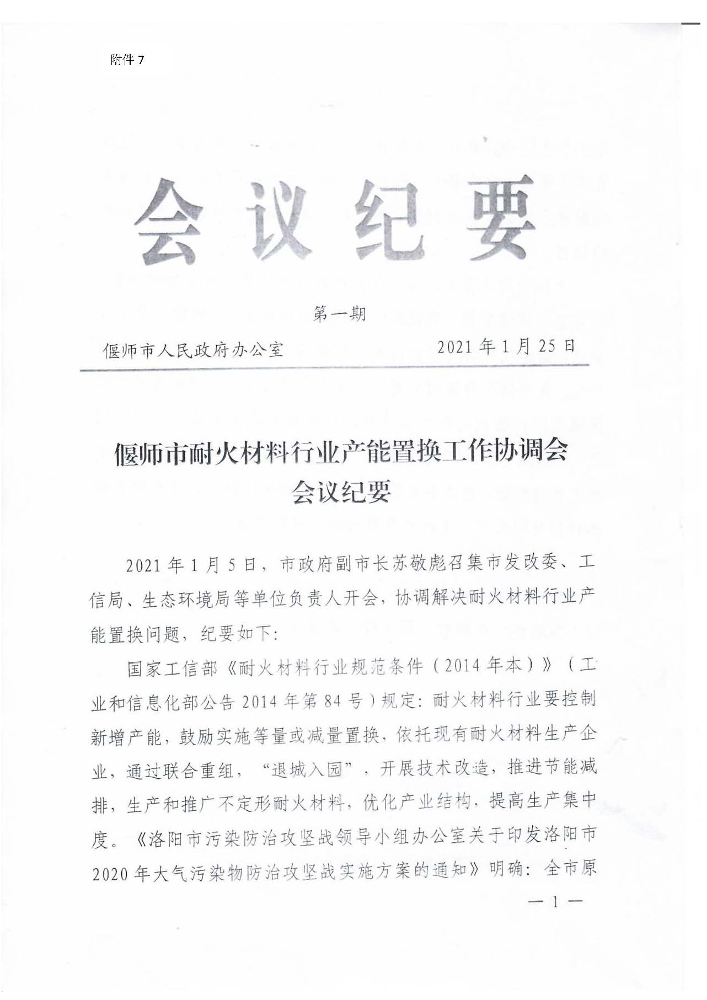 附件 7
会议纪要
第一期
偃师市人民政府办公室 2021 年 1 月 25 日
偃师市耐火材料行业产能置换工作协调会
会议纪要
2021 年 1 月 5 日，市政府副市长苏敬彪召集市发改委、工
信局、生态环境局等单位负责人开会，协调解决耐火材料行业产
能置换问题，纪要如下：
国家工信部《耐火材料行业规范条件（2014 年本）》（工
业和信息化部公告 2014 年第 84 号）规定：耐火材料行业要控制
新增产能，鼓励实施等量或减量置换，依托现有耐火材料生产企
业，通过联合重组，“退城入园”，开展技术改造，推进节能减
排，生产和推广不定形耐火材料，优化产业结构，提高生产集中
度。《洛阳市污染防治攻坚战领导小组办公室关于印发洛阳市
2020 年大气污染物防治攻坚战实施方案的通知》明确：全市原
— 1 —